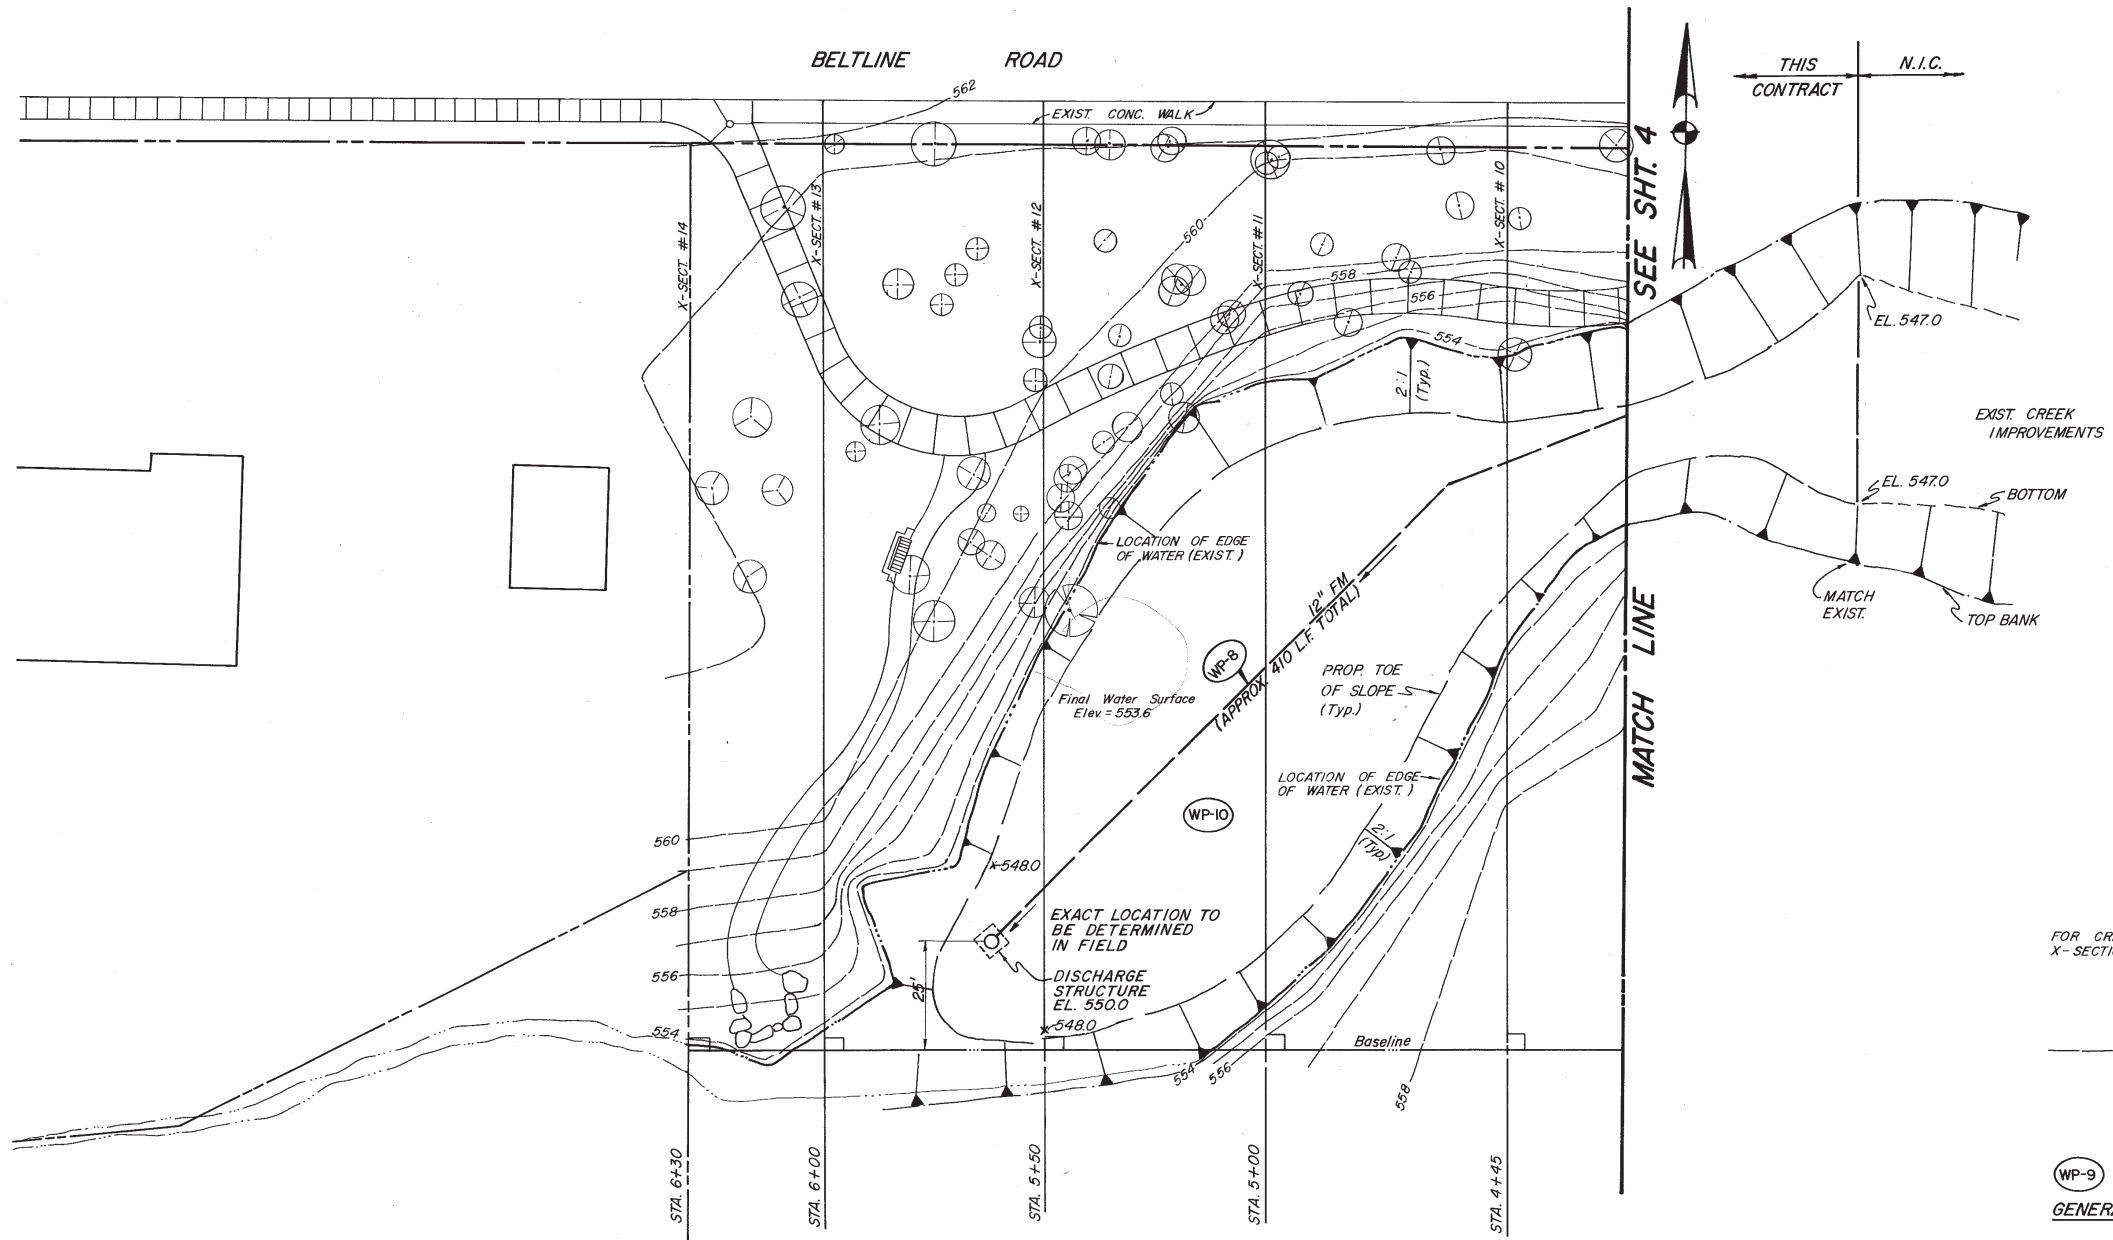 BELTLINE ROAD
THIS
CONTRACT
N.I.C.
562
EXIST. CONC. WALK
SEE SHT. 4
X-SECT. #14
X-SECT. #13
X-SECT. #12
X-SECT. #11
X-SECT. #10
560
558
556
554
EL. 547.0
2:1
(Typ.)
EXIST. CREEK
IMPROVEMENTS
EL. 547.0
BOTTOM
LOCATION OF EDGE
OF WATER (EXIST.)
12" FM
(APPROX. 410 L.F. TOTAL)
WP-8
MATCH
EXIST.
TOP BANK
MATCH LINE
PROP. TOE
OF SLOPE
(Typ.)
Final Water Surface
Elev. = 553.6
LOCATION OF EDGE
OF WATER (EXIST.)
WP-10
2:1
(Typ.)
560
x 548.0
558
EXACT LOCATION TO
BE DETERMINED
IN FIELD
FOR CR
X-SECTI
556
25'
DISCHARGE
STRUCTURE
EL. 550.0
x 548.0
554
Baseline
554
556
558
STA. 6+30
STA. 6+00
STA. 5+50
STA. 5+00
STA. 4+45
WP-9
GENER